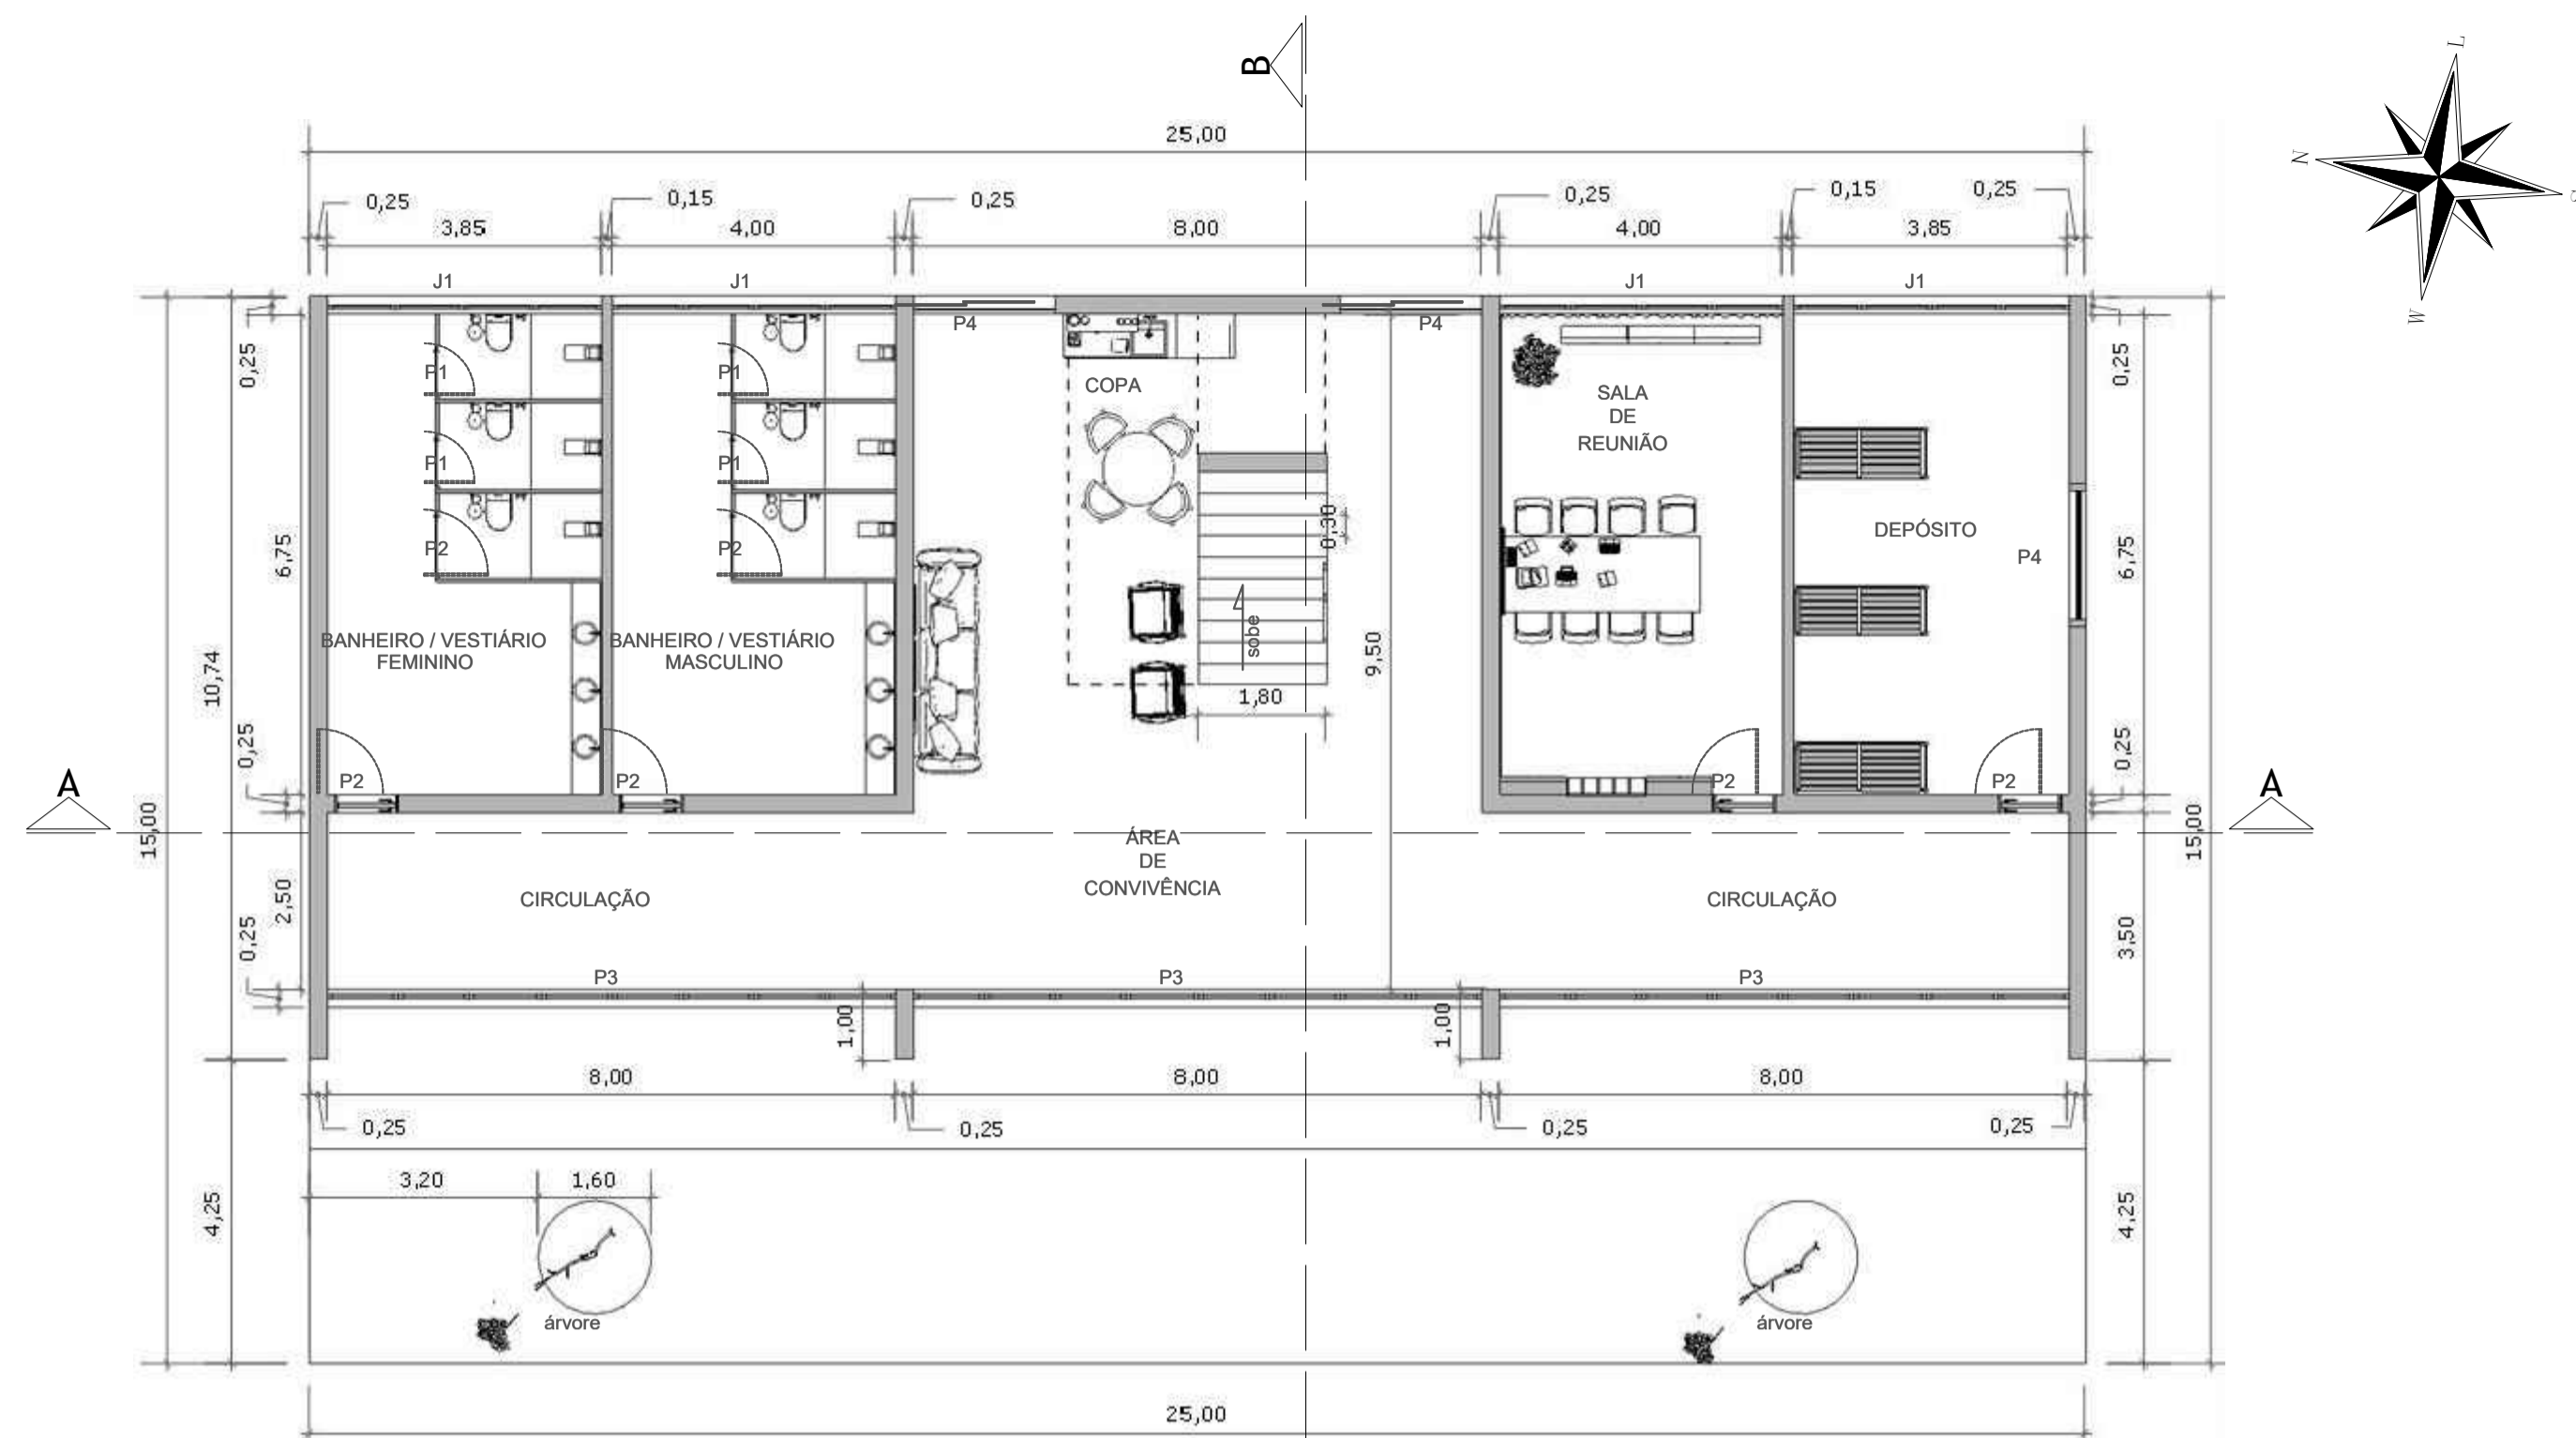 B
L
N
S
W
25,00
0,25
0,15
0,25
0,25
0,15
0,25
3,85
4,00
8,00
4,00
3,85
J1
J1
J1
J1
P4
P4
0,25
0,25
P1
P1
COPA
SALA
DE
REUNIÃO
P1
P1
0,30
DEPÓSITO
P2
P2
P4
6,75
6,75
BANHEIRO / VESTIÁRIO
FEMININO
BANHEIRO / VESTIÁRIO
MASCULINO
sobe
9,50
10,74
1,80
0,25
0,25
P2
P2
P2
P2
A
A
15,00
15,00
ÁREA
DE
CONVIVÊNCIA
CIRCULAÇÃO
CIRCULAÇÃO
2,50
0,25
3,50
P3
P3
P3
1,00
1,00
8,00
8,00
8,00
0,25
0,25
0,25
0,25
3,20
1,60
4,25
4,25
árvore
árvore
25,00